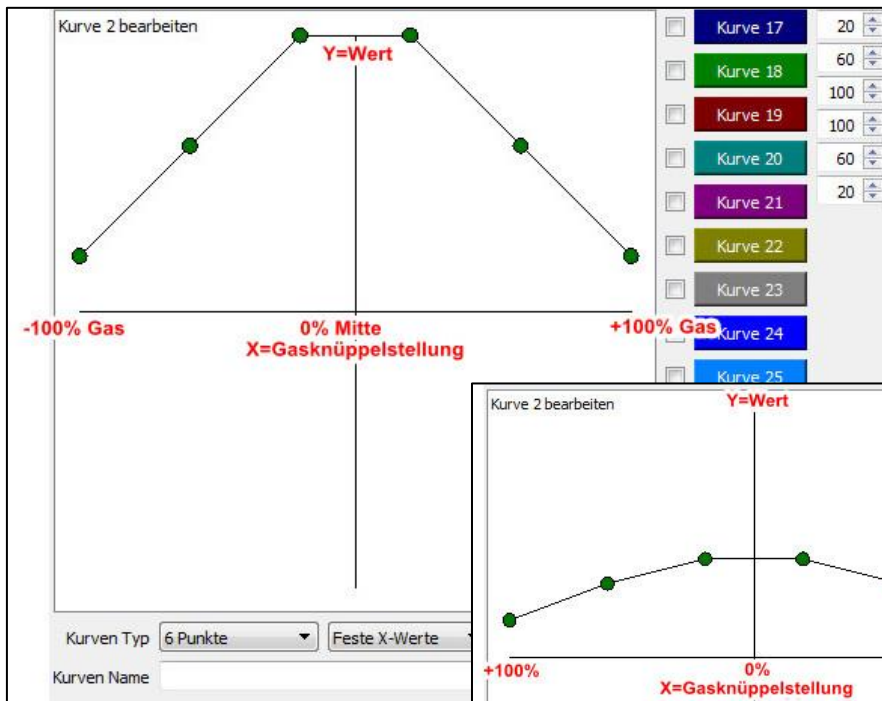 Kurve 2 bearbeiten
Y=Wert
-100% Gas
0% Mitte
+100% Gas
X=Gasknüppelstellung
Kurve 17
Kurve 18
Kurve 19
Kurve 20
Kurve 21
Kurve 22
Kurve 23
Kurve 24
Kurve 25
20
60
100
100
60
20
Kurven Typ 6 Punkte Feste X-Werte
Kurven Name
Kurve 2 bearbeiten
Y=Wert
+100%
0%
X=Gasknüppelstellung